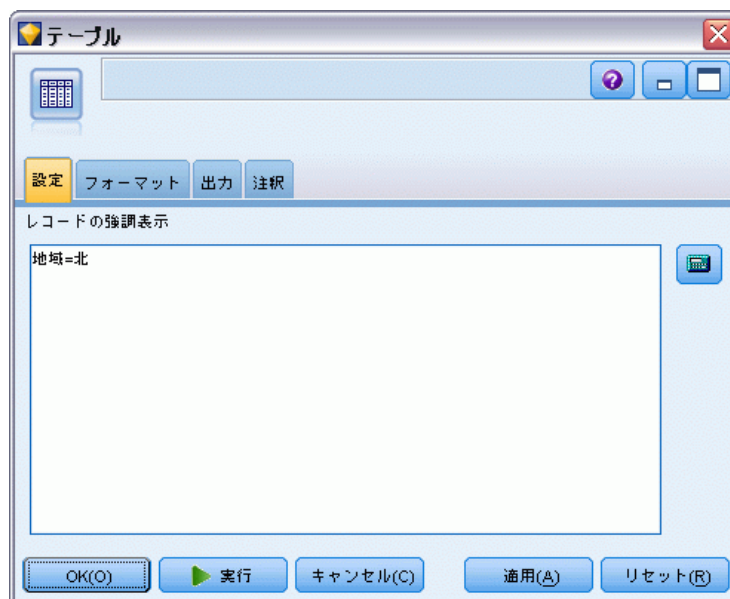 テーブル
?
設定 フォーマット 出力 注釈
レコードの強調表示
地域=北
OK(O) 実行 キャンセル(C) 適用(A) リセット(R)